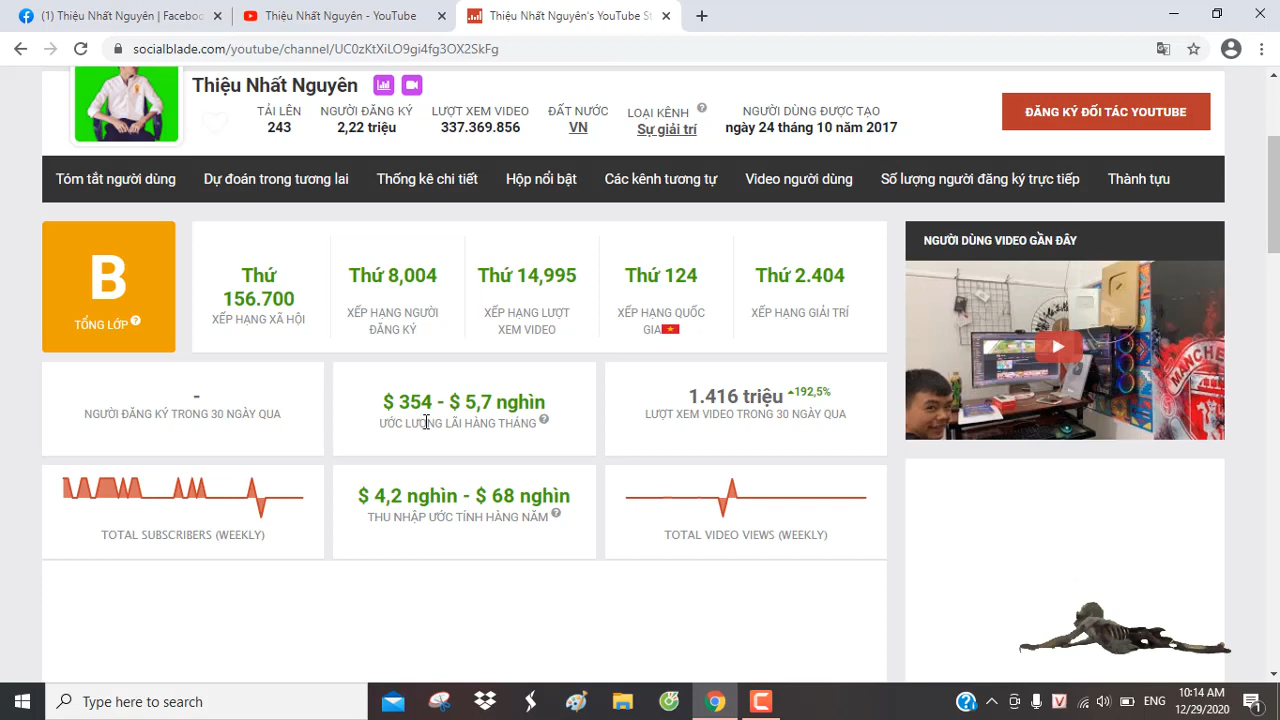 (1) Thiệu Nhất Nguyên | Facebook
Thiệu Nhất Nguyên - YouTube
Thiệu Nhất Nguyên's YouTube St
socialblade.com/youtube/channel/UC0zKtXiLO9gi4fg3OX2SkFg
Thiệu Nhất Nguyên
TẢI LÊN
243
NGƯỜI ĐĂNG KÝ
2,22 triệu
LƯỢT XEM VIDEO
337.369.856
ĐẤT NƯỚC
VN
LOẠI KÊNH
Sự giải trí
NGƯỜI DÙNG ĐƯỢC TẠO
ngày 24 tháng 10 năm 2017
ĐĂNG KÝ ĐỐI TÁC YOUTUBE
Tóm tắt người dùng
Dự đoán trong tương lai
Thống kê chi tiết
Hộp nổi bật
Các kênh tương tự
Video người dùng
Số lượng người đăng ký trực tiếp
Thành tựu
B
TỔNG LỚP
Thứ
156.700
XẾP HẠNG XÃ HỘI
Thứ 8,004
XẾP HẠNG NGƯỜI
ĐĂNG KÝ
Thứ 14,995
XẾP HẠNG LƯỢT
XEM VIDEO
Thứ 124
XẾP HẠNG QUỐC
GIA
Thứ 2.404
XẾP HẠNG GIẢI TRÍ
NGƯỜI DÙNG VIDEO GẦN ĐÂY
-
NGƯỜI ĐĂNG KÝ TRONG 30 NGÀY QUA
$ 354 - $ 5,7 nghìn
ƯỚC LƯỢNG LÃI HÀNG THÁNG
1.416 triệu 192,5%
LƯỢT XEM VIDEO TRONG 30 NGÀY QUA
TOTAL SUBSCRIBERS (WEEKLY)
$ 4,2 nghìn - $ 68 nghìn
THU NHẬP ƯỚC TÍNH HÀNG NĂM
TOTAL VIDEO VIEWS (WEEKLY)
MANCHE
Type here to search
ENG
10:14 AM
12/29/2020